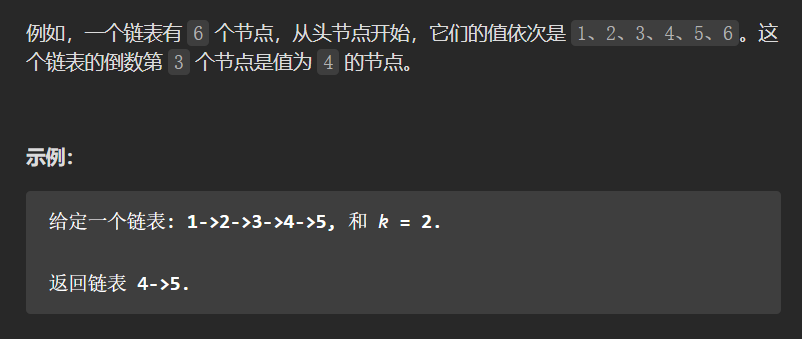 例如，一个链表有 6 个节点，从头节点开始，它们的值依次是 1、2、3、4、5、6。这
个链表的倒数第 3 个节点是值为 4 的节点。
示例：
给定一个链表: 1->2->3->4->5, 和 k = 2.
返回链表 4->5.